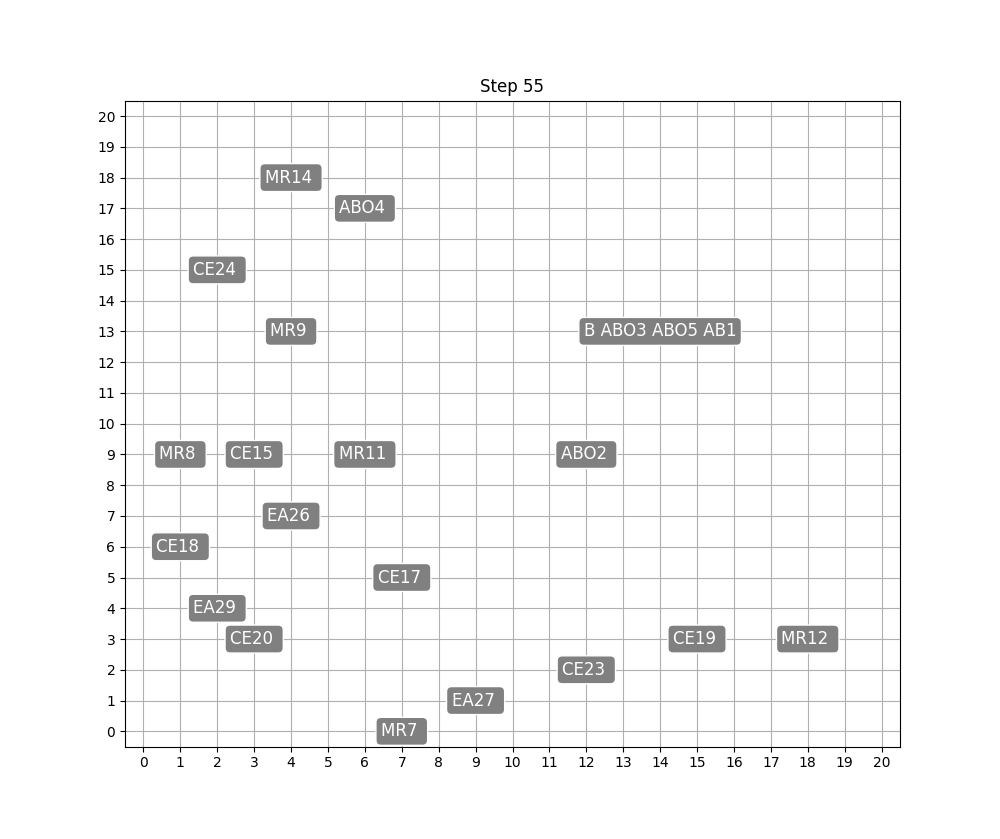 Step 55
20
19
18
17
16
15
14
13
12
11
10
9
8
7
6
5
4
3
2
1
0
MR14
ABO4
CE24
MR9
B ABO3 ABO5 AB1
MR8
CE15
MR11
ABO2
EA26
CE18
CE17
EA29
CE20
CE19
MR12
CE23
EA27
MR7
0 1 2 3 4 5 6 7 8 9 10 11 12 13 14 15 16 17 18 19 20